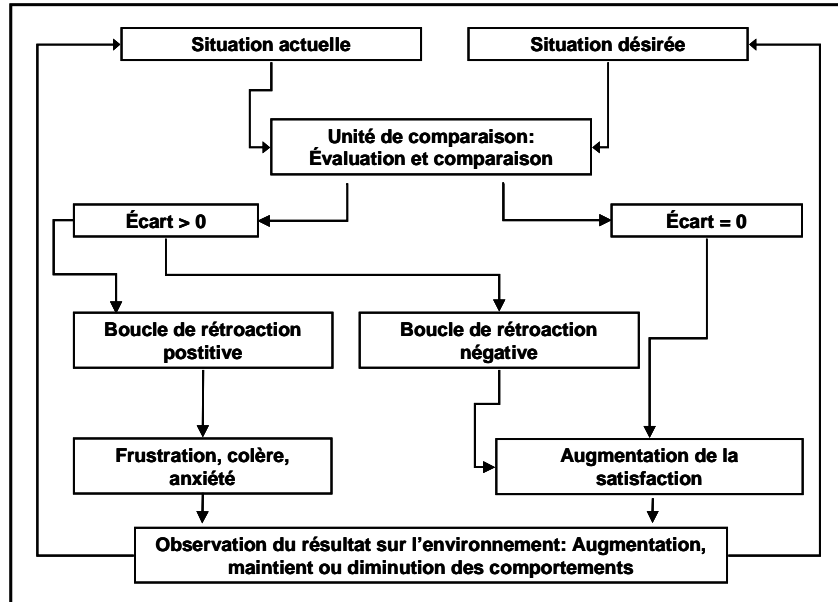 Situation actuelle
Situation désirée
Unité de comparaison:
Évaluation et comparaison
Écart > 0
Écart = 0
Boucle de rétroaction
postitive
Boucle de rétroaction
négative
Frustration, colère,
anxiété
Augmentation de la
satisfaction
Observation du résultat sur l’environnement: Augmentation,
maintient ou diminution des comportements